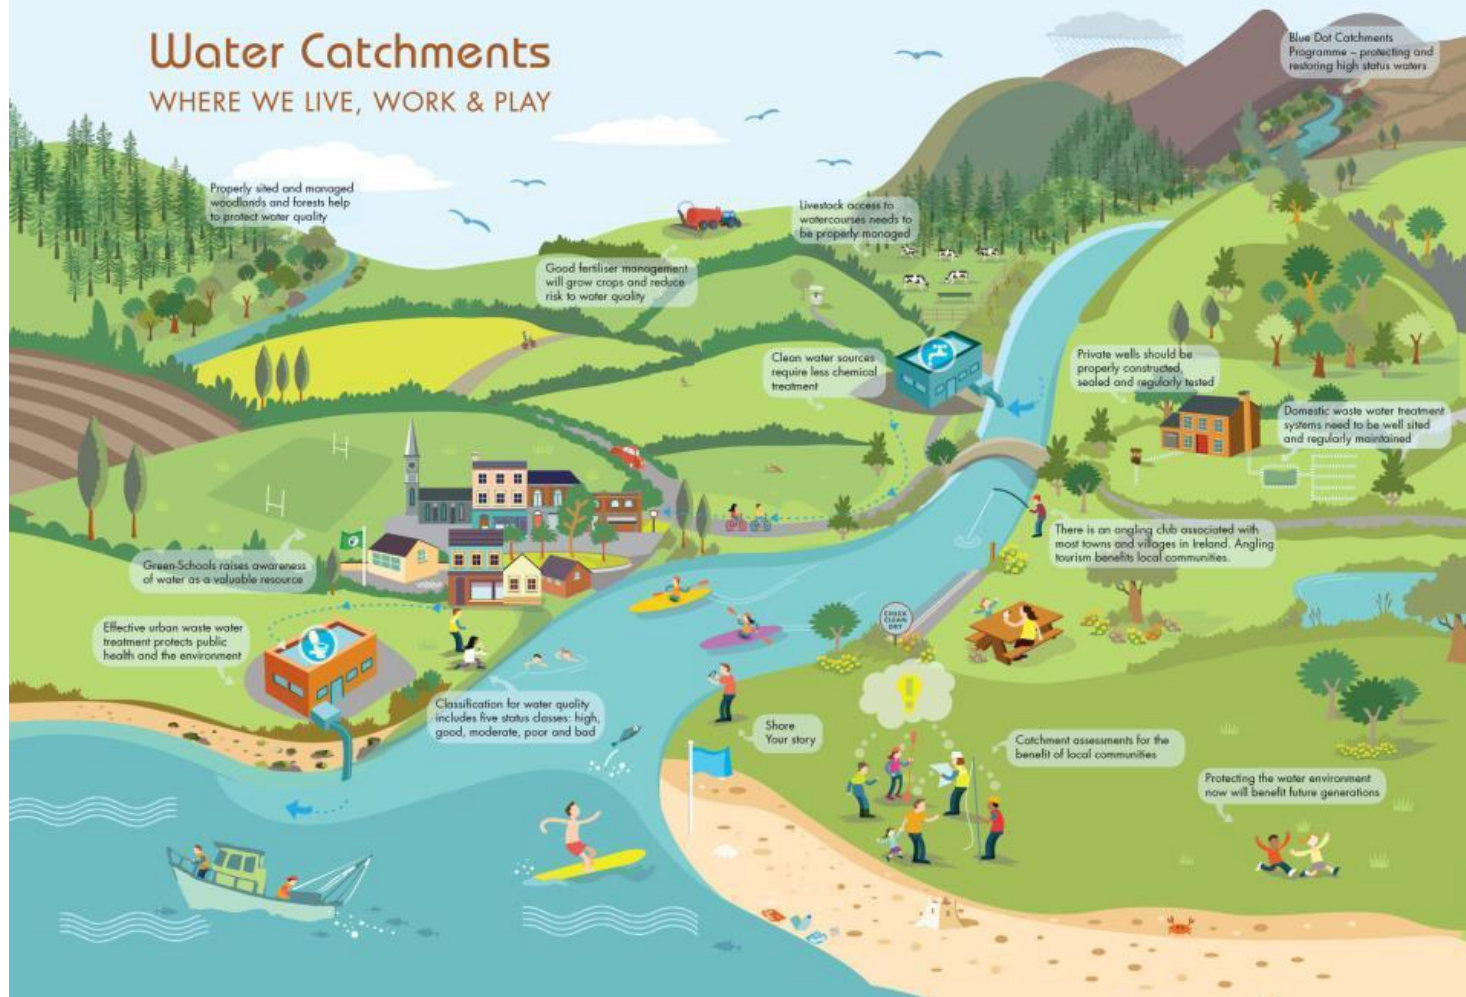 Water Catchments
WHERE WE LIVE, WORK & PLAY
Blue Dot Catchments
Programme – protecting and
restoring high status waters
Properly sited and managed
woodlands and forests help
to protect water quality
Livestock access to
watercourses needs to
be properly managed
Good fertiliser management
will grow crops and reduce
risk to water quality
Clean water sources
require less chemical
treatment
Private wells should be
properly constructed,
sealed and regularly tested
Domestic waste water treatment
systems need to be well sited
and regularly maintained
There is an angling club associated with
most towns and villages in Ireland. Angling
tourism benefits local communities.
Green-Schools raises awareness
of water as a valuable resource
Effective urban waste water
treatment protects public
health and the environment
CHECK
CLEAN
DRY
Classification for water quality
includes five status classes: high,
good, moderate, poor and bad
Share
Your story
Catchment assessments for the
benefit of local communities
Protecting the water environment
now will benefit future generations